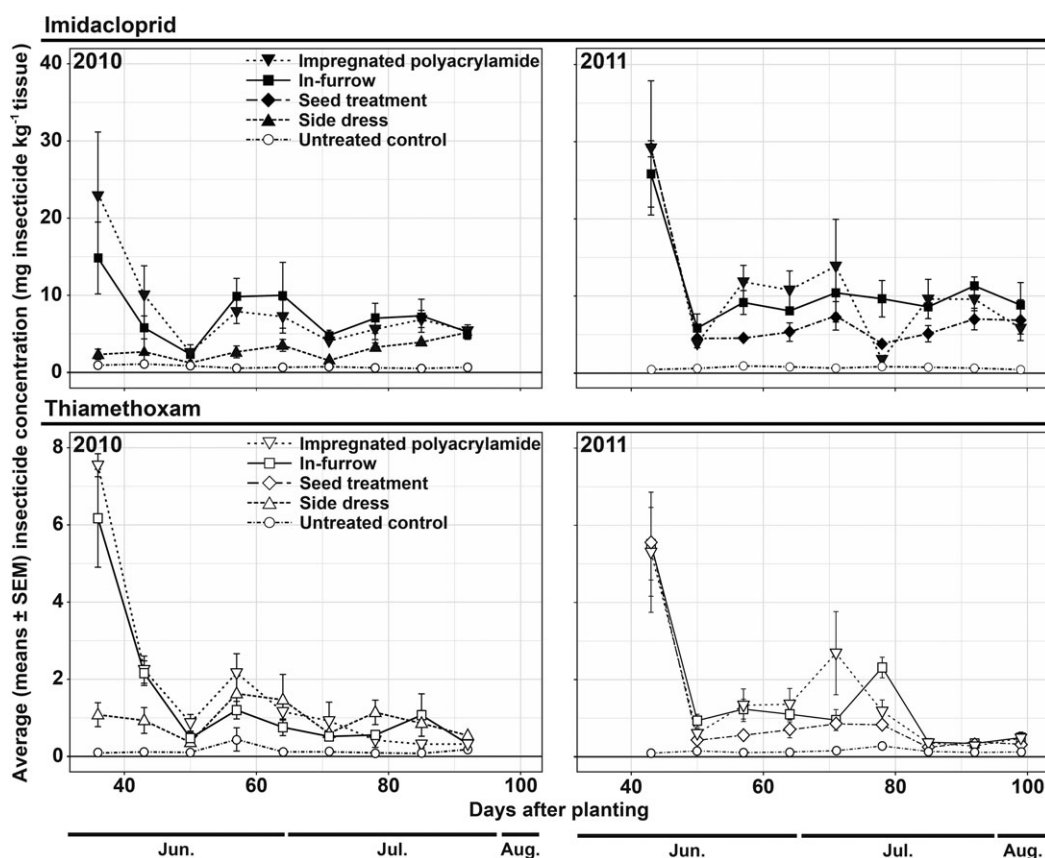 Imidacloprid
2010
Impregnated polyacrylamide
In-furrow
Seed treatment
Side dress
Untreated control
40
30
20
10
0
2011
Thiamethoxam
2010
Impregnated polyacrylamide
In-furrow
Seed treatment
Side dress
Untreated control
8
6
4
2
0
2011
Average (means ± SEM) insecticide concentration (mg insecticide kg⁻¹ tissue)
40 60 80 100
40 60 80 100
Days after planting
Jun. Jul. Aug.
Jun. Jul. Aug.